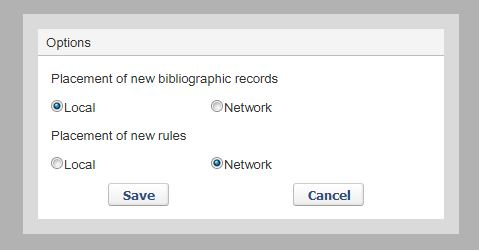 Options
Placement of new bibliographic records
Local Network
Placement of new rules
Local Network
Save Cancel